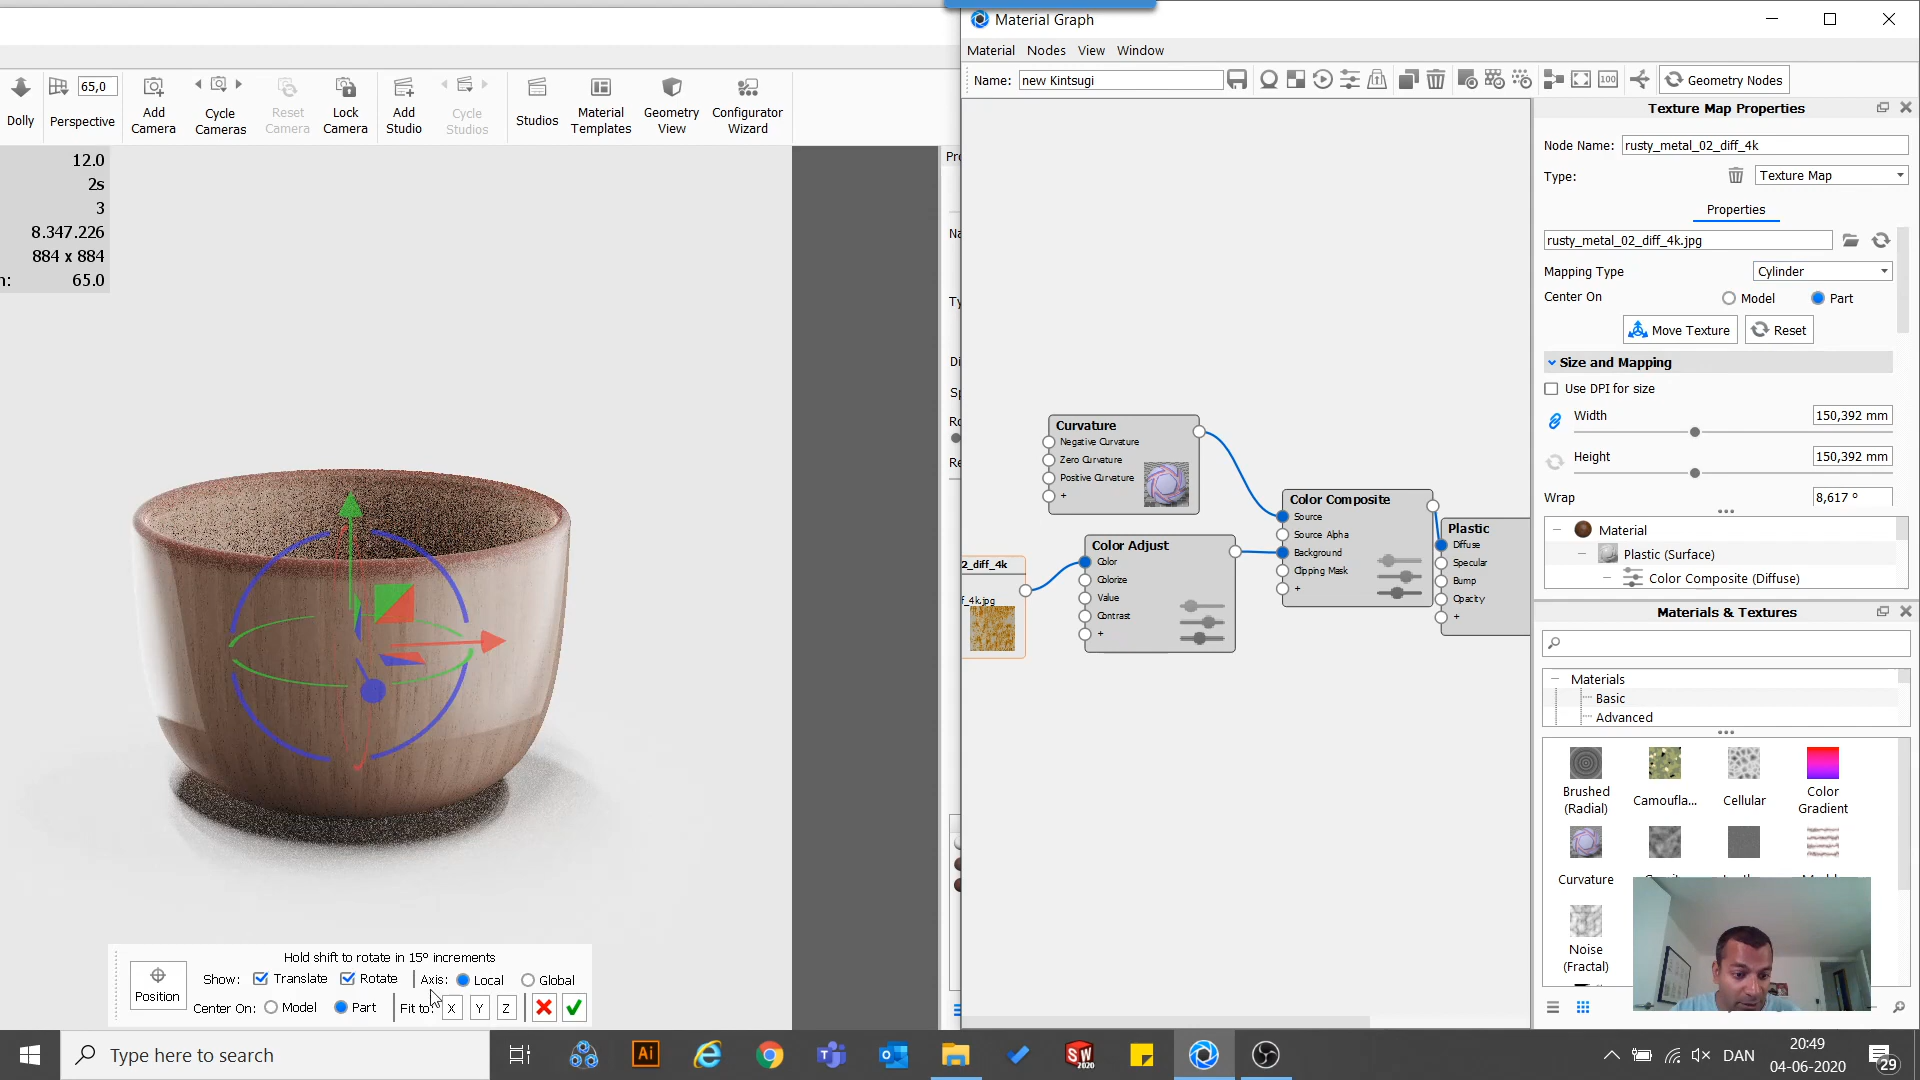 Dolly
65,0
Perspective
Add Camera
Cycle Cameras
Reset Camera
Lock Camera
Add Studio
Cycle Studios
Studios
Material Templates
Geometry View
Configurator Wizard
12.0
2s
3
8.347.226
884 x 884
n: 65.0
Hold shift to rotate in 15° increments
Position
Show: Translate Rotate Axis: Local Global
Center On: Model Part Fit to: X Y Z
Material Graph
Material Nodes View Window
Name: new Kintsugi
100
Geometry Nodes
Curvature
Negative Curvature
Zero Curvature
Positive Curvature
+
2_diff_4k
f_4k.jpg
Color Adjust
Color
Colorize
Value
Contrast
+
Color Composite
Source
Source Alpha
Background
Clipping Mask
+
Plastic
Diffuse
Specular
Bump
Opacity
+
Texture Map Properties
Node Name: rusty_metal_02_diff_4k
Type: Texture Map
Properties
rusty_metal_02_diff_4k.jpg
Mapping Type Cylinder
Center On Model Part
Move Texture Reset
Size and Mapping
Use DPI for size
Width 150,392 mm
Height 150,392 mm
Wrap 8,617 °
Material
Plastic (Surface)
Color Composite (Diffuse)
Materials & Textures
Materials
Basic
Advanced
Brushed (Radial)
Camoufla...
Cellular
Color Gradient
Curvature
Noise (Fractal)
Type here to search
Ai
SW 2020
DAN
20:49
04-06-2020
29